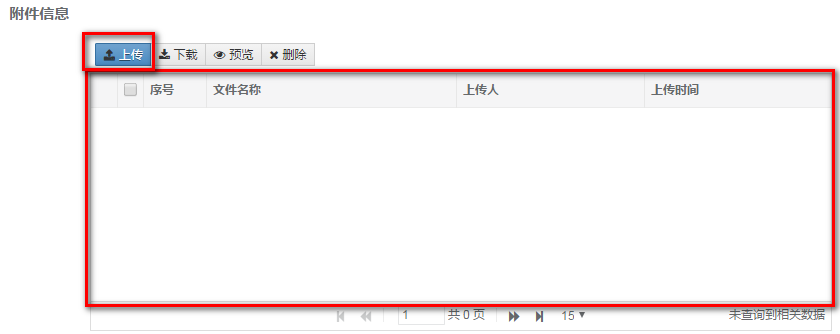 附件信息
上传 下载 预览 删除
序号 文件名称 上传人 上传时间
1 共 0 页 15 未查询到相关数据